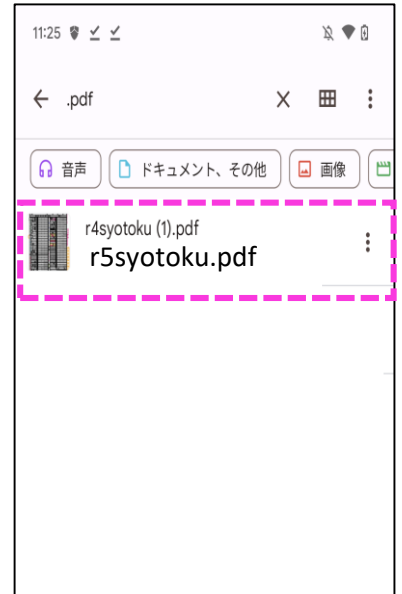 11:25
.pdf
音声 ドキュメント、その他 画像
r4syotoku (1).pdf
r5syotoku.pdf